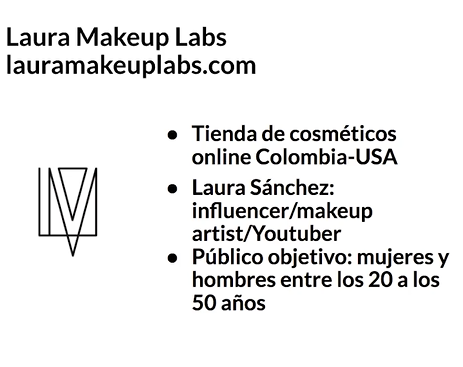 Laura Makeup Labs
lauramakeuplabs.com
● Tienda de cosméticos
online Colombia-USA
● Laura Sánchez:
influencer/makeup
artist/Youtuber
● Público objetivo: mujeres y
hombres entre los 20 a los
50 años